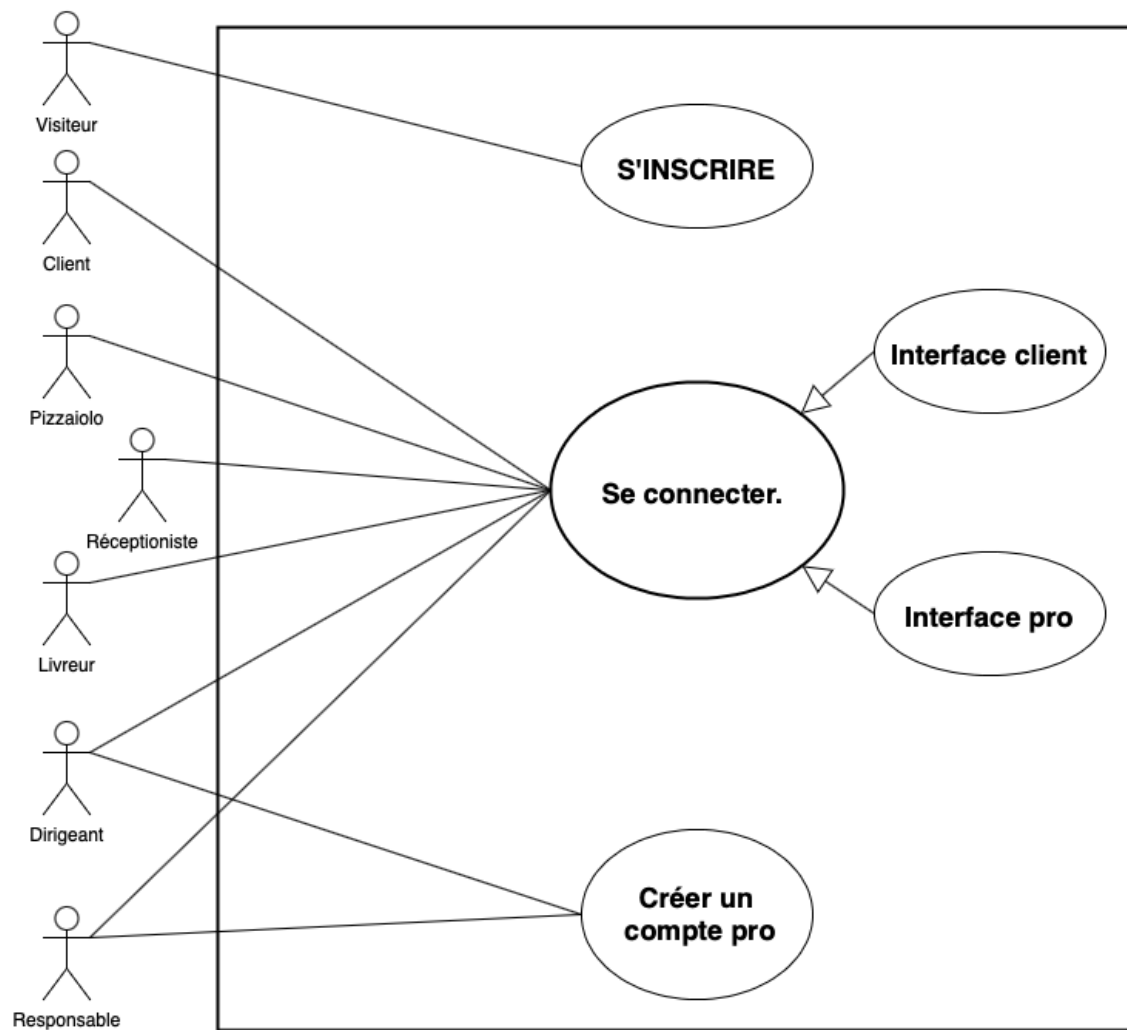 Visiteur
S'INSCRIRE
Client
Interface client
Pizzaiolo
Réceptioniste
Se connecter.
Livreur
Interface pro
Dirigeant
Créer un
compte pro
Responsable